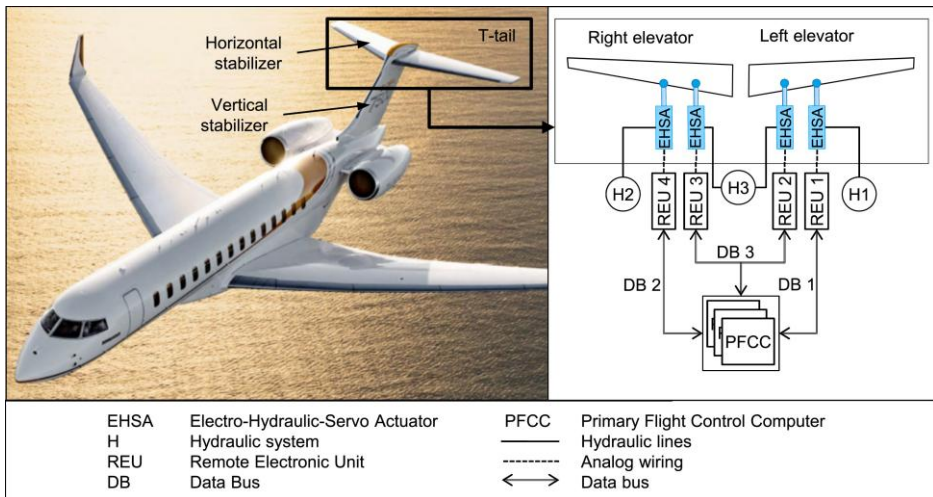 Horizontal
stabilizer
Vertical
stabilizer
T-tail
Right elevator
Left elevator
EHSA
EHSA
EHSA
EHSA
H2
REU 4
REU 3
H3
REU 2
REU 1
H1
DB 3
DB 2
DB 1
PFCC
EHSA Electro-Hydraulic-Servo Actuator
H Hydraulic system
REU Remote Electronic Unit
DB Data Bus
PFCC Primary Flight Control Computer
Hydraulic lines
Analog wiring
Data bus